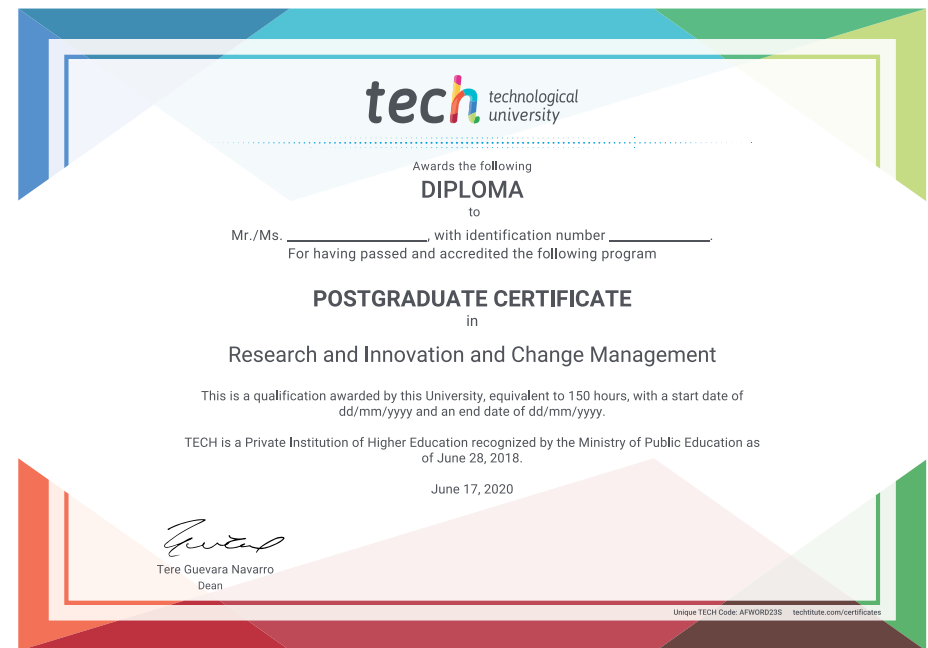 tech technological
university
Awards the following
DIPLOMA
to
Mr./Ms. ____________________, with identification number ______________.
For having passed and accredited the following program
POSTGRADUATE CERTIFICATE
in
Research and Innovation and Change Management
This is a qualification awarded by this University, equivalent to 150 hours, with a start date of
dd/mm/yyyy and an end date of dd/mm/yyyy.
TECH is a Private Institution of Higher Education recognized by the Ministry of Public Education as
of June 28, 2018.
June 17, 2020
Tere Guevara Navarro
Dean
Unique TECH Code: AFWORD23S techtitute.com/certificates